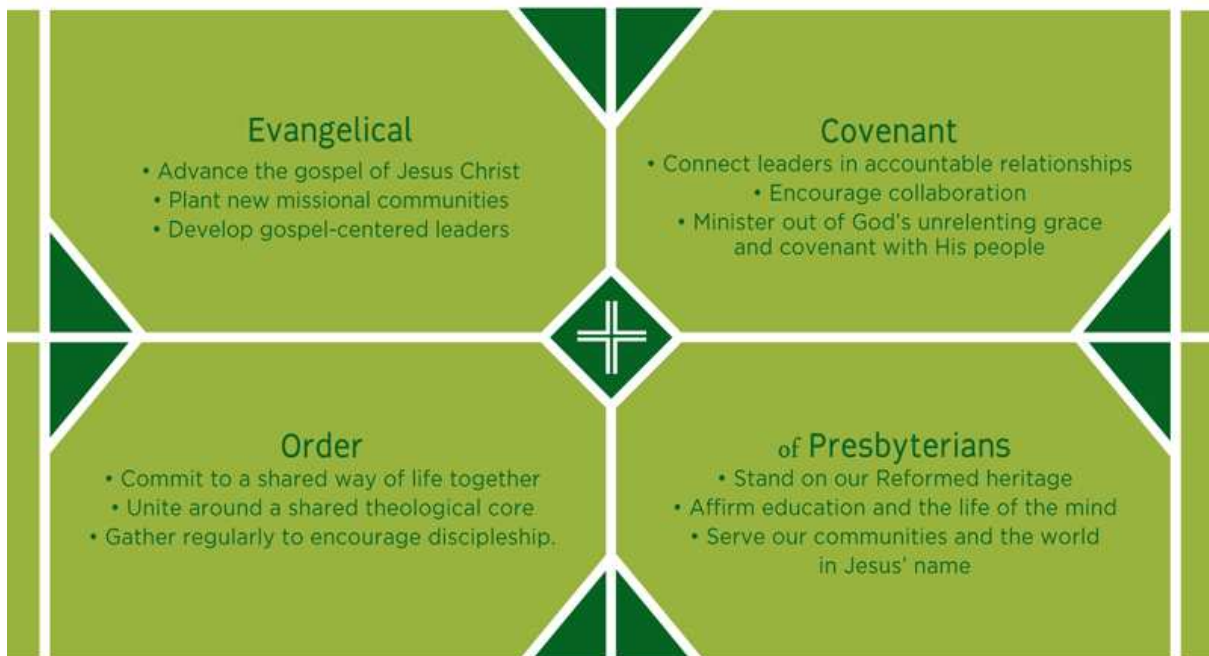 Evangelical
• Advance the gospel of Jesus Christ
• Plant new missional communities
• Develop gospel-centered leaders
Covenant
• Connect leaders in accountable relationships
• Encourage collaboration
• Minister out of God's unrelenting grace
and covenant with His people
Order
• Commit to a shared way of life together
• Unite around a shared theological core
• Gather regularly to encourage discipleship.
of Presbyterians
• Stand on our Reformed heritage
• Affirm education and the life of the mind
• Serve our communities and the world
in Jesus' name